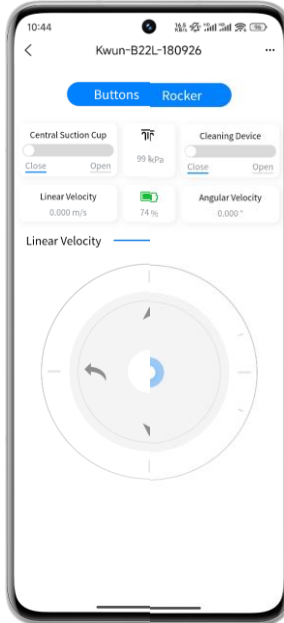 10:44
Kwun-B22L-180926
Buttons Rocker
Central Suction Cup
Close Open
99 kPa
Cleaning Device
Close Open
Linear Velocity
0.000 m/s
74 %
Angular Velocity
0.000 °
Linear Velocity